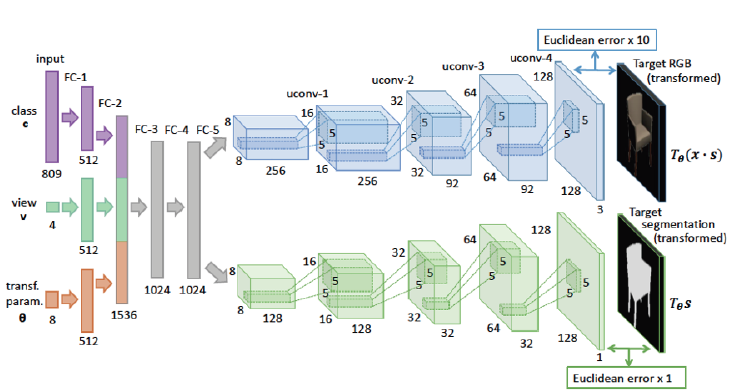 input
FC-1
FC-2
class
c
809
512
view
v
4
512
transf.
param.
θ
8
512
1536
FC-3
FC-4
FC-5
1024
1024
8
8
256
uconv-1
16
5
5
16
256
uconv-2
32
5
5
32
92
uconv-3
64
5
5
64
92
uconv-4
128
5
5
128
3
Euclidean error x 10
Target RGB
(transformed)
Tθ(x · s)
8
8
128
16
5
5
16
128
32
5
5
32
32
64
5
5
64
32
128
5
5
128
1
Target
segmentation
(transformed)
Tθs
Euclidean error x 1